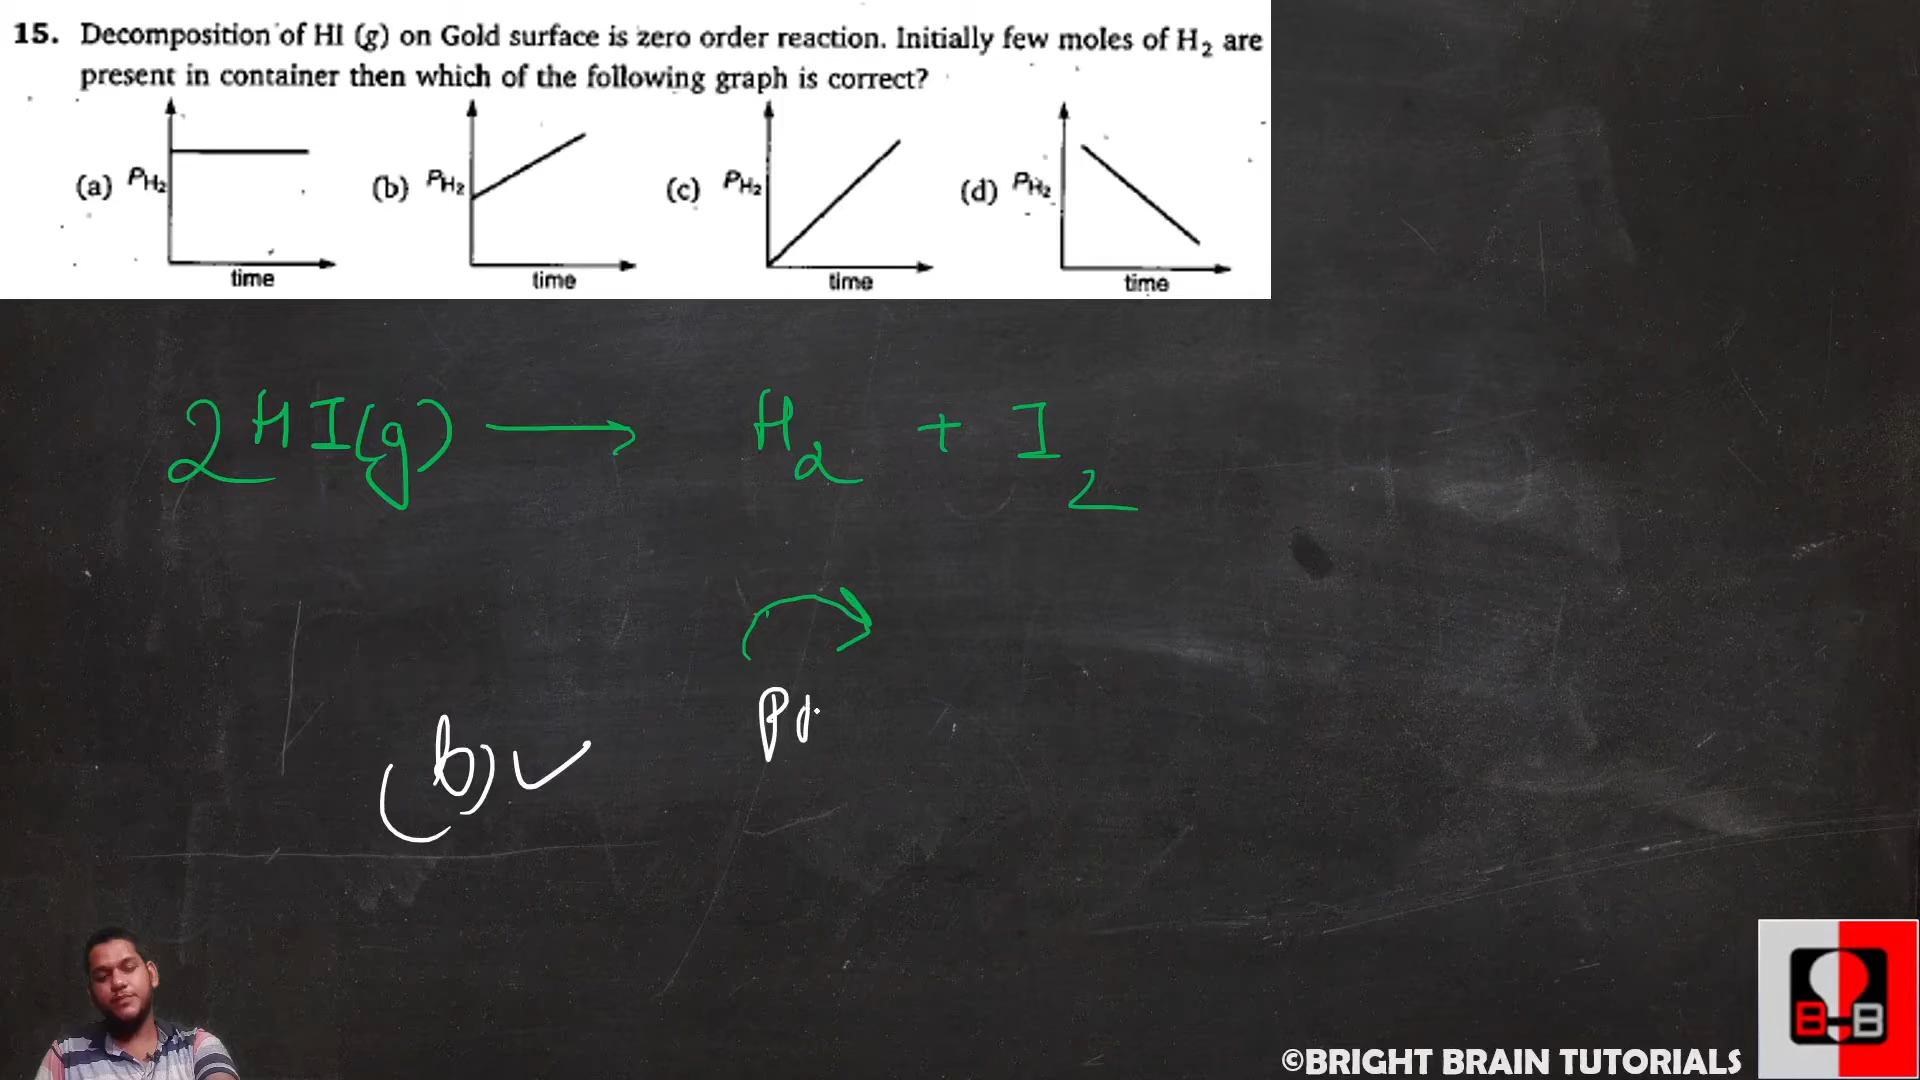 15. Decomposition of HI (g) on Gold surface is zero order reaction. Initially few moles of H₂ are
present in container then which of the following graph is correct?
(a) PH₂
time
(b) PH₂
time
(c) PH₂
time
(d) PH₂
time
2HI(g) → H₂ + I₂
(b) ✓
B-B
©BRIGHT BRAIN TUTORIALS